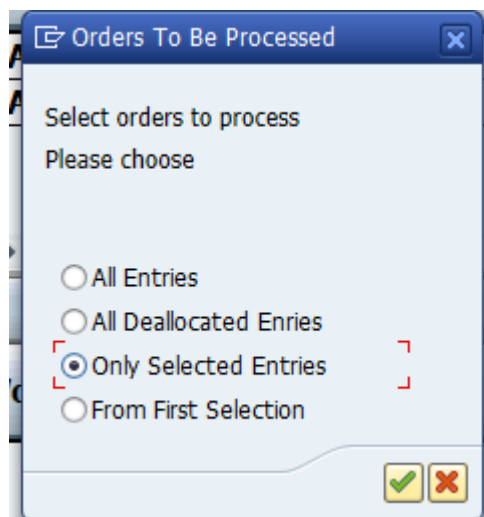 Orders To Be Processed
Select orders to process
Please choose
All Entries
All Deallocated Enries
Only Selected Entries
From First Selection